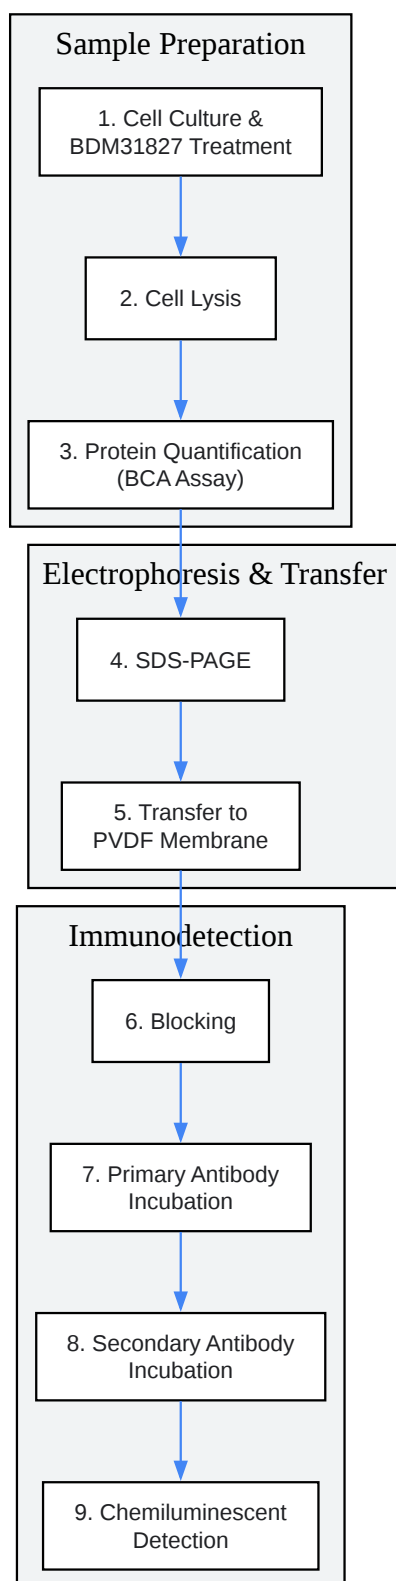 Sample Preparation
1. Cell Culture &
BDM31827 Treatment
2. Cell Lysis
3. Protein Quantification
(BCA Assay)
Electrophoresis & Transfer
4. SDS-PAGE
5. Transfer to
PVDF Membrane
Immunodetection
6. Blocking
7. Primary Antibody
Incubation
8. Secondary Antibody
Incubation
9. Chemiluminescent
Detection